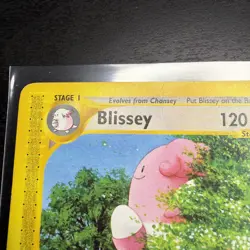 STAGE 1
Evolves from Chansey Put Blissey on the
Blissey 120